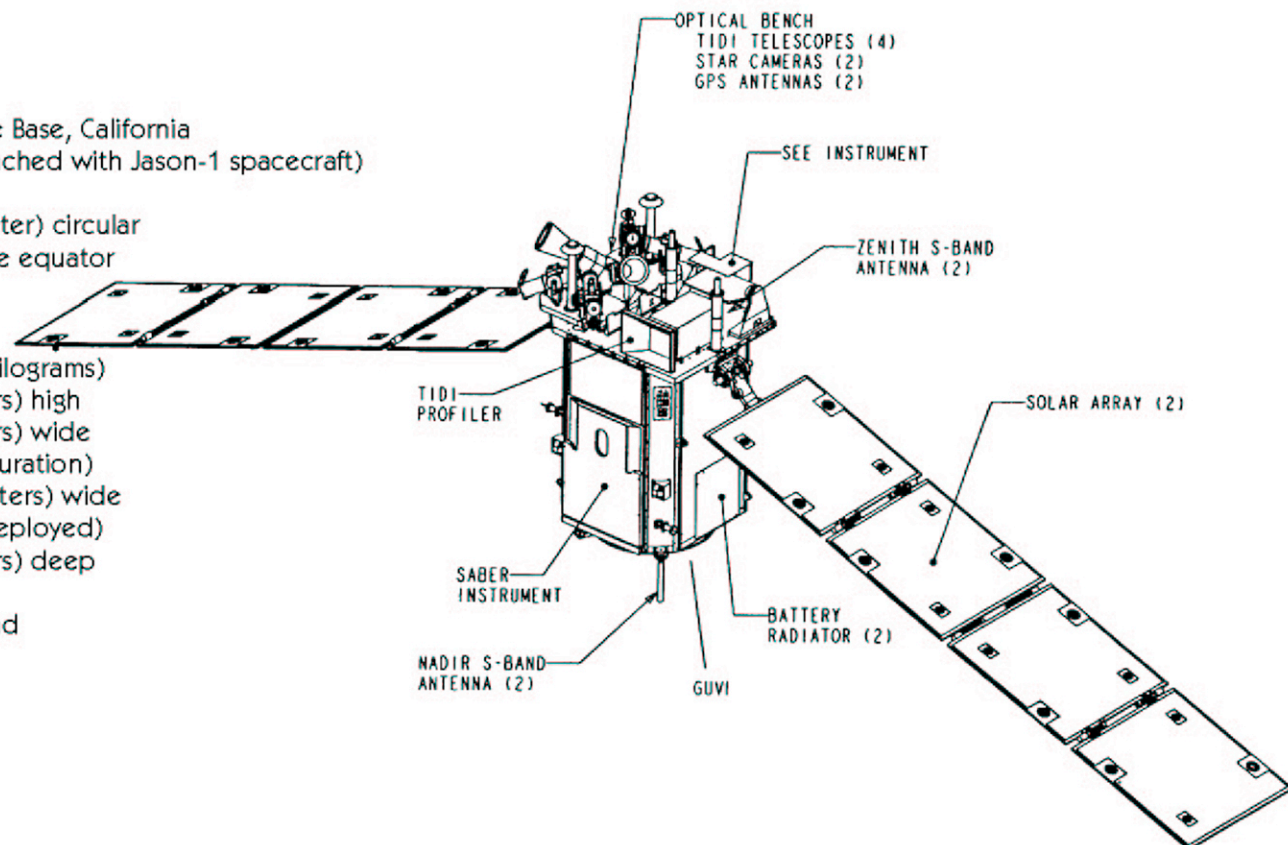 : Base, California
ched with Jason-1 spacecraft)
ter) circular
e equator
ilograms)
rs) high
rs) wide
uration)
ters) wide
eployed)
rs) deep
d
OPTICAL BENCH
TIDI TELESCOPES (4)
STAR CAMERAS (2)
GPS ANTENNAS (2)
SEE INSTRUMENT
ZENITH S-BAND
ANTENNA (2)
TIDI
PROFILER
SOLAR ARRAY (2)
SABER
INSTRUMENT
BATTERY
RADIATOR (2)
NADIR S-BAND
ANTENNA (2)
GUVI